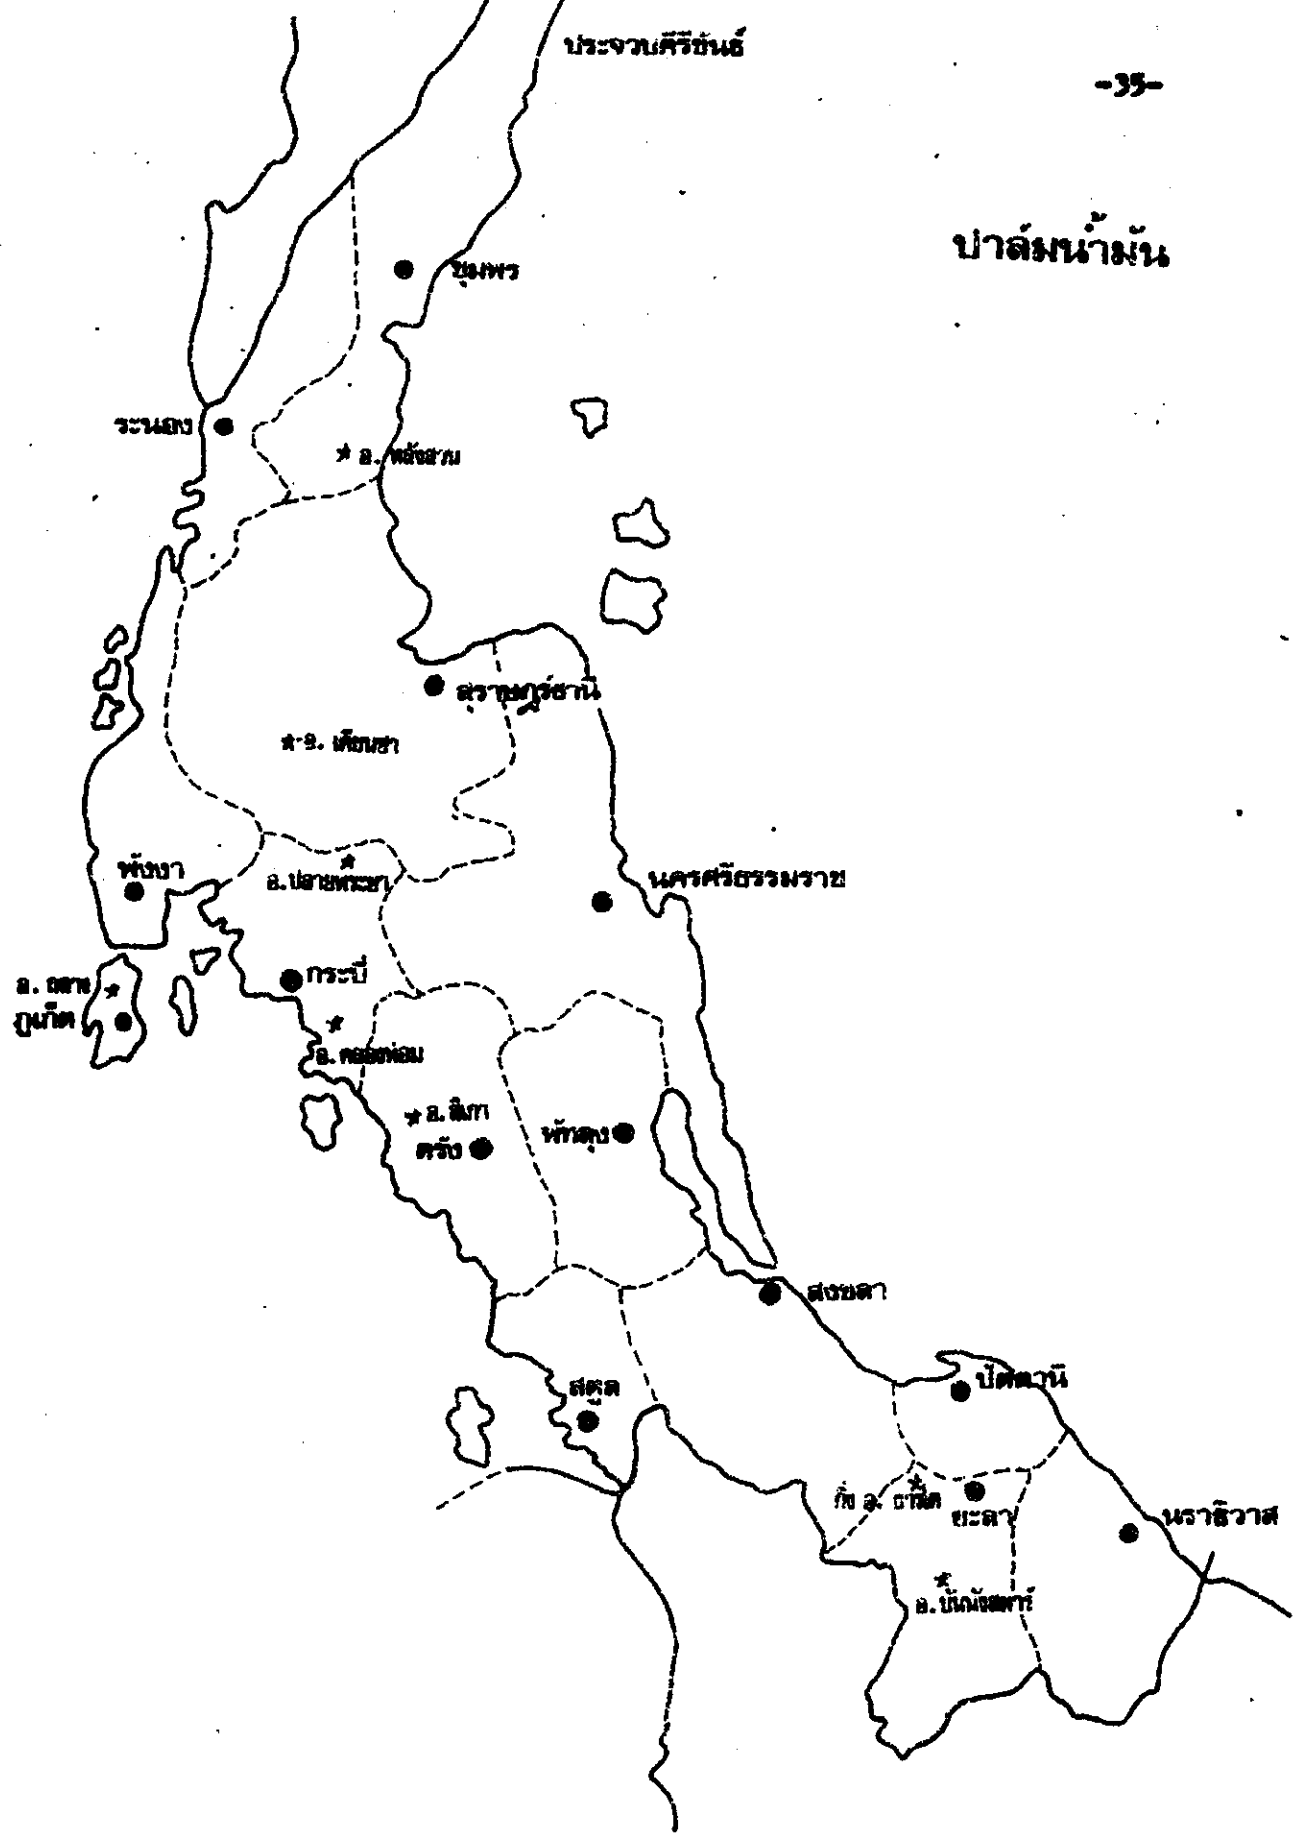 ประจวบคีรีขันธ์
-35-
ปาล์มน้ำมัน
ชุมพร
ระนอง
อ. หลังสวน
สุราษฎร์ธานี
อ. เคียนซา
พังงา
อ.ปลายพระยา
นครศรีธรรมราช
กระบี่
อ. ถลาง
ภูเก็ต
อ.คลองท่อม
อ.สิเกา
ตรัง
พัทลุง
สงขลา
ปัตตานี
สตูล
กิ่ง อ.
ยะลา
นราธิวาส
อ.บันนังสตาร์